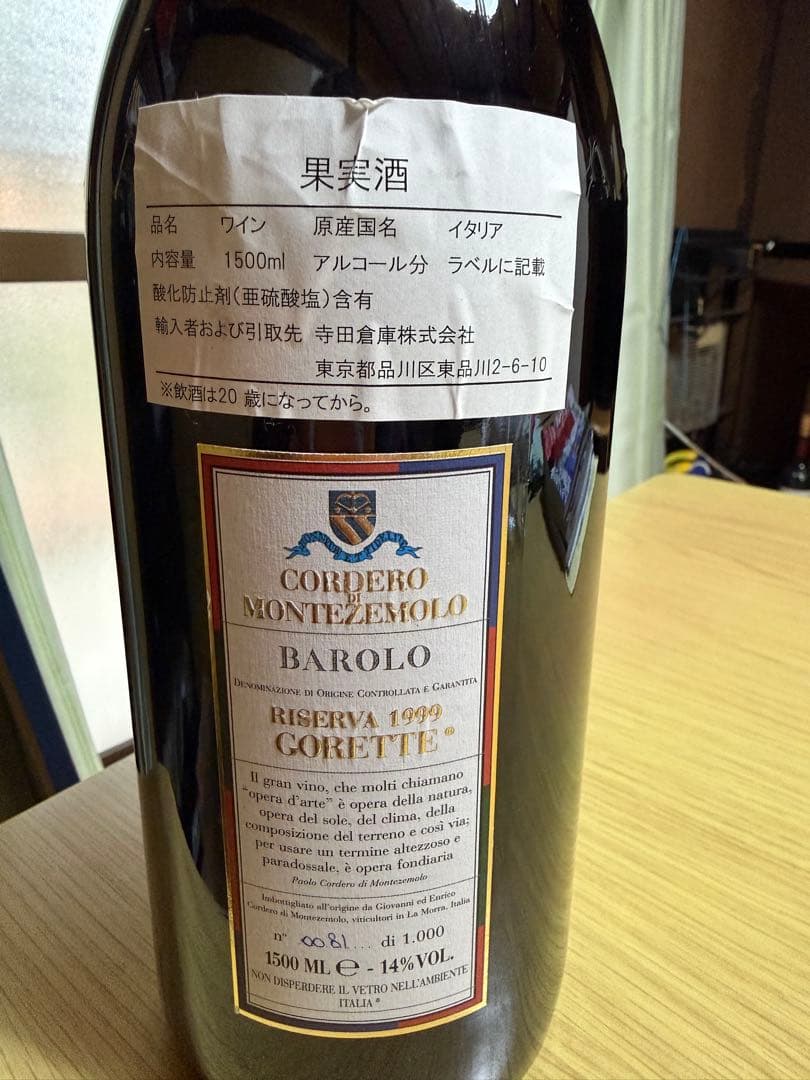 果実酒
品名 ワイン 原産国名 イタリア
内容量 1500ml アルコール分 ラベルに記載
酸化防止剤(亜硫酸塩)含有
輸入者および引取先 寺田倉庫株式会社
東京都品川区東品川2-6-10
※飲酒は20 歳になってから。
CORDERO
DI
MONTEZEMOLO
BAROLO
DENOMINAZIONE DI ORIGINE CONTROLLATA E GARANTITA
RISERVA 1999
GORETTE®
Il gran vino, che molti chiamano
"opera d'arte" è opera della natura,
opera del sole, del clima, della
composizione del terreno e così via;
per usare un termine altezzoso e
paradossale, è opera fondiaria
Paolo Cordero di Montezemolo
Imbottigliato all'origine da Giovanni ed Enrico
Cordero di Montezemolo, viticultori in La Morra, Italia
n° 0081... di 1.000
1500 ML ℮ - 14%VOL.
NON DISPERDERE IL VETRO NELL'AMBIENTE
ITALIA®